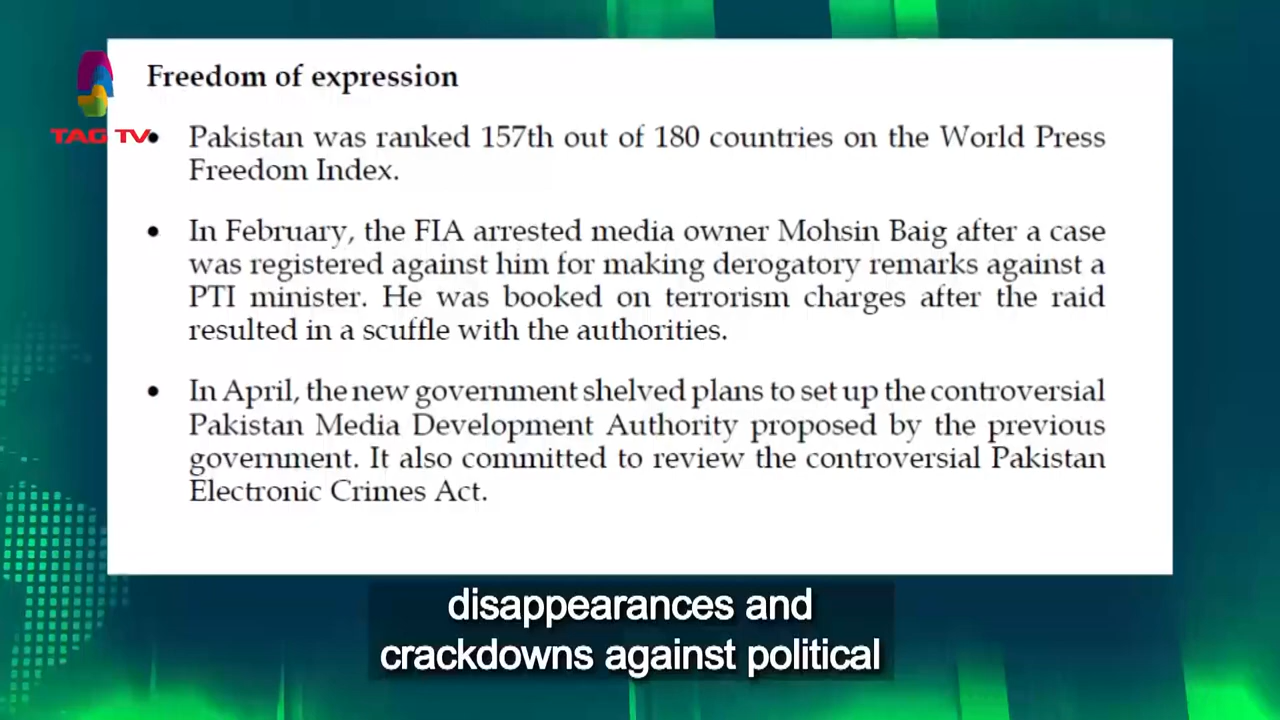 Freedom of expression
TAG TV
• Pakistan was ranked 157th out of 180 countries on the World Press
Freedom Index.
• In February, the FIA arrested media owner Mohsin Baig after a case
was registered against him for making derogatory remarks against a
PTI minister. He was booked on terrorism charges after the raid
resulted in a scuffle with the authorities.
• In April, the new government shelved plans to set up the controversial
Pakistan Media Development Authority proposed by the previous
government. It also committed to review the controversial Pakistan
Electronic Crimes Act.
disappearances and
crackdowns against political